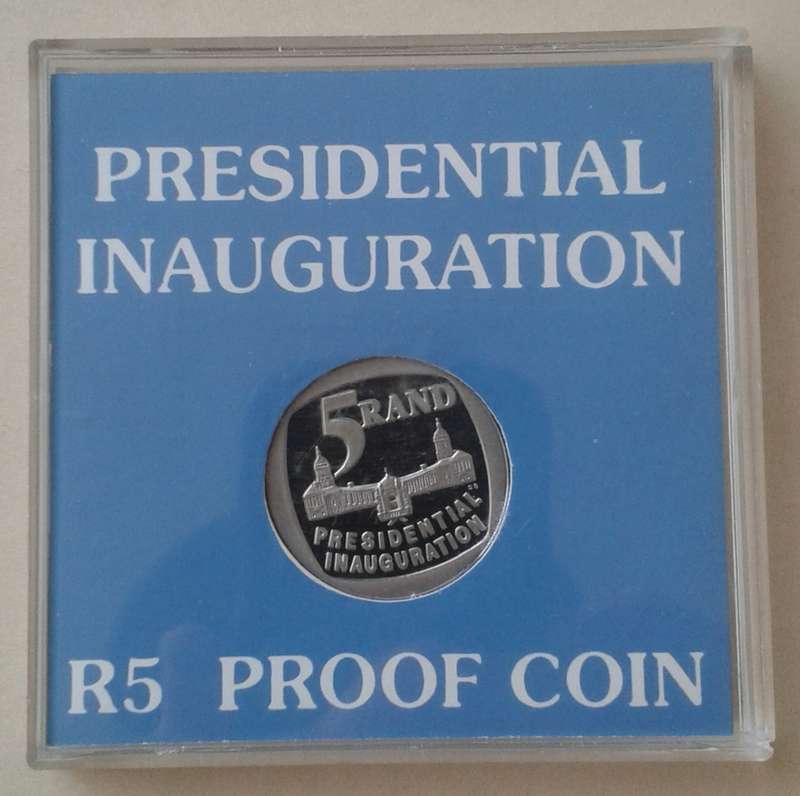 PRESIDENTIAL
INAUGURATION
5 RAND
PRESIDENTIAL
INAUGURATION
R5 PROOF COIN